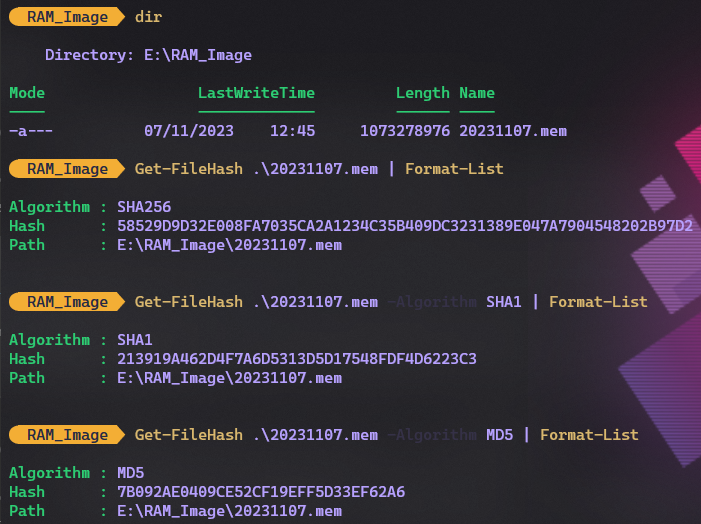 RAM_Image dir
Directory: E:\RAM_Image
Mode LastWriteTime Length Name
---- ------------- ------ ----
-a--- 07/11/2023 12:45 1073278976 20231107.mem
RAM_Image Get-FileHash .\20231107.mem | Format-List
Algorithm : SHA256
Hash : 58529D9D32E008FA7035CA2A1234C35B409DC3231389E047A7904548202B97D2
Path : E:\RAM_Image\20231107.mem
RAM_Image Get-FileHash .\20231107.mem -Algorithm SHA1 | Format-List
Algorithm : SHA1
Hash : 213919A462D4F7A6D5313D5D17548FDF4D6223C3
Path : E:\RAM_Image\20231107.mem
RAM_Image Get-FileHash .\20231107.mem -Algorithm MD5 | Format-List
Algorithm : MD5
Hash : 7B092AE0409CE52CF19EFF5D33EF62A6
Path : E:\RAM_Image\20231107.mem